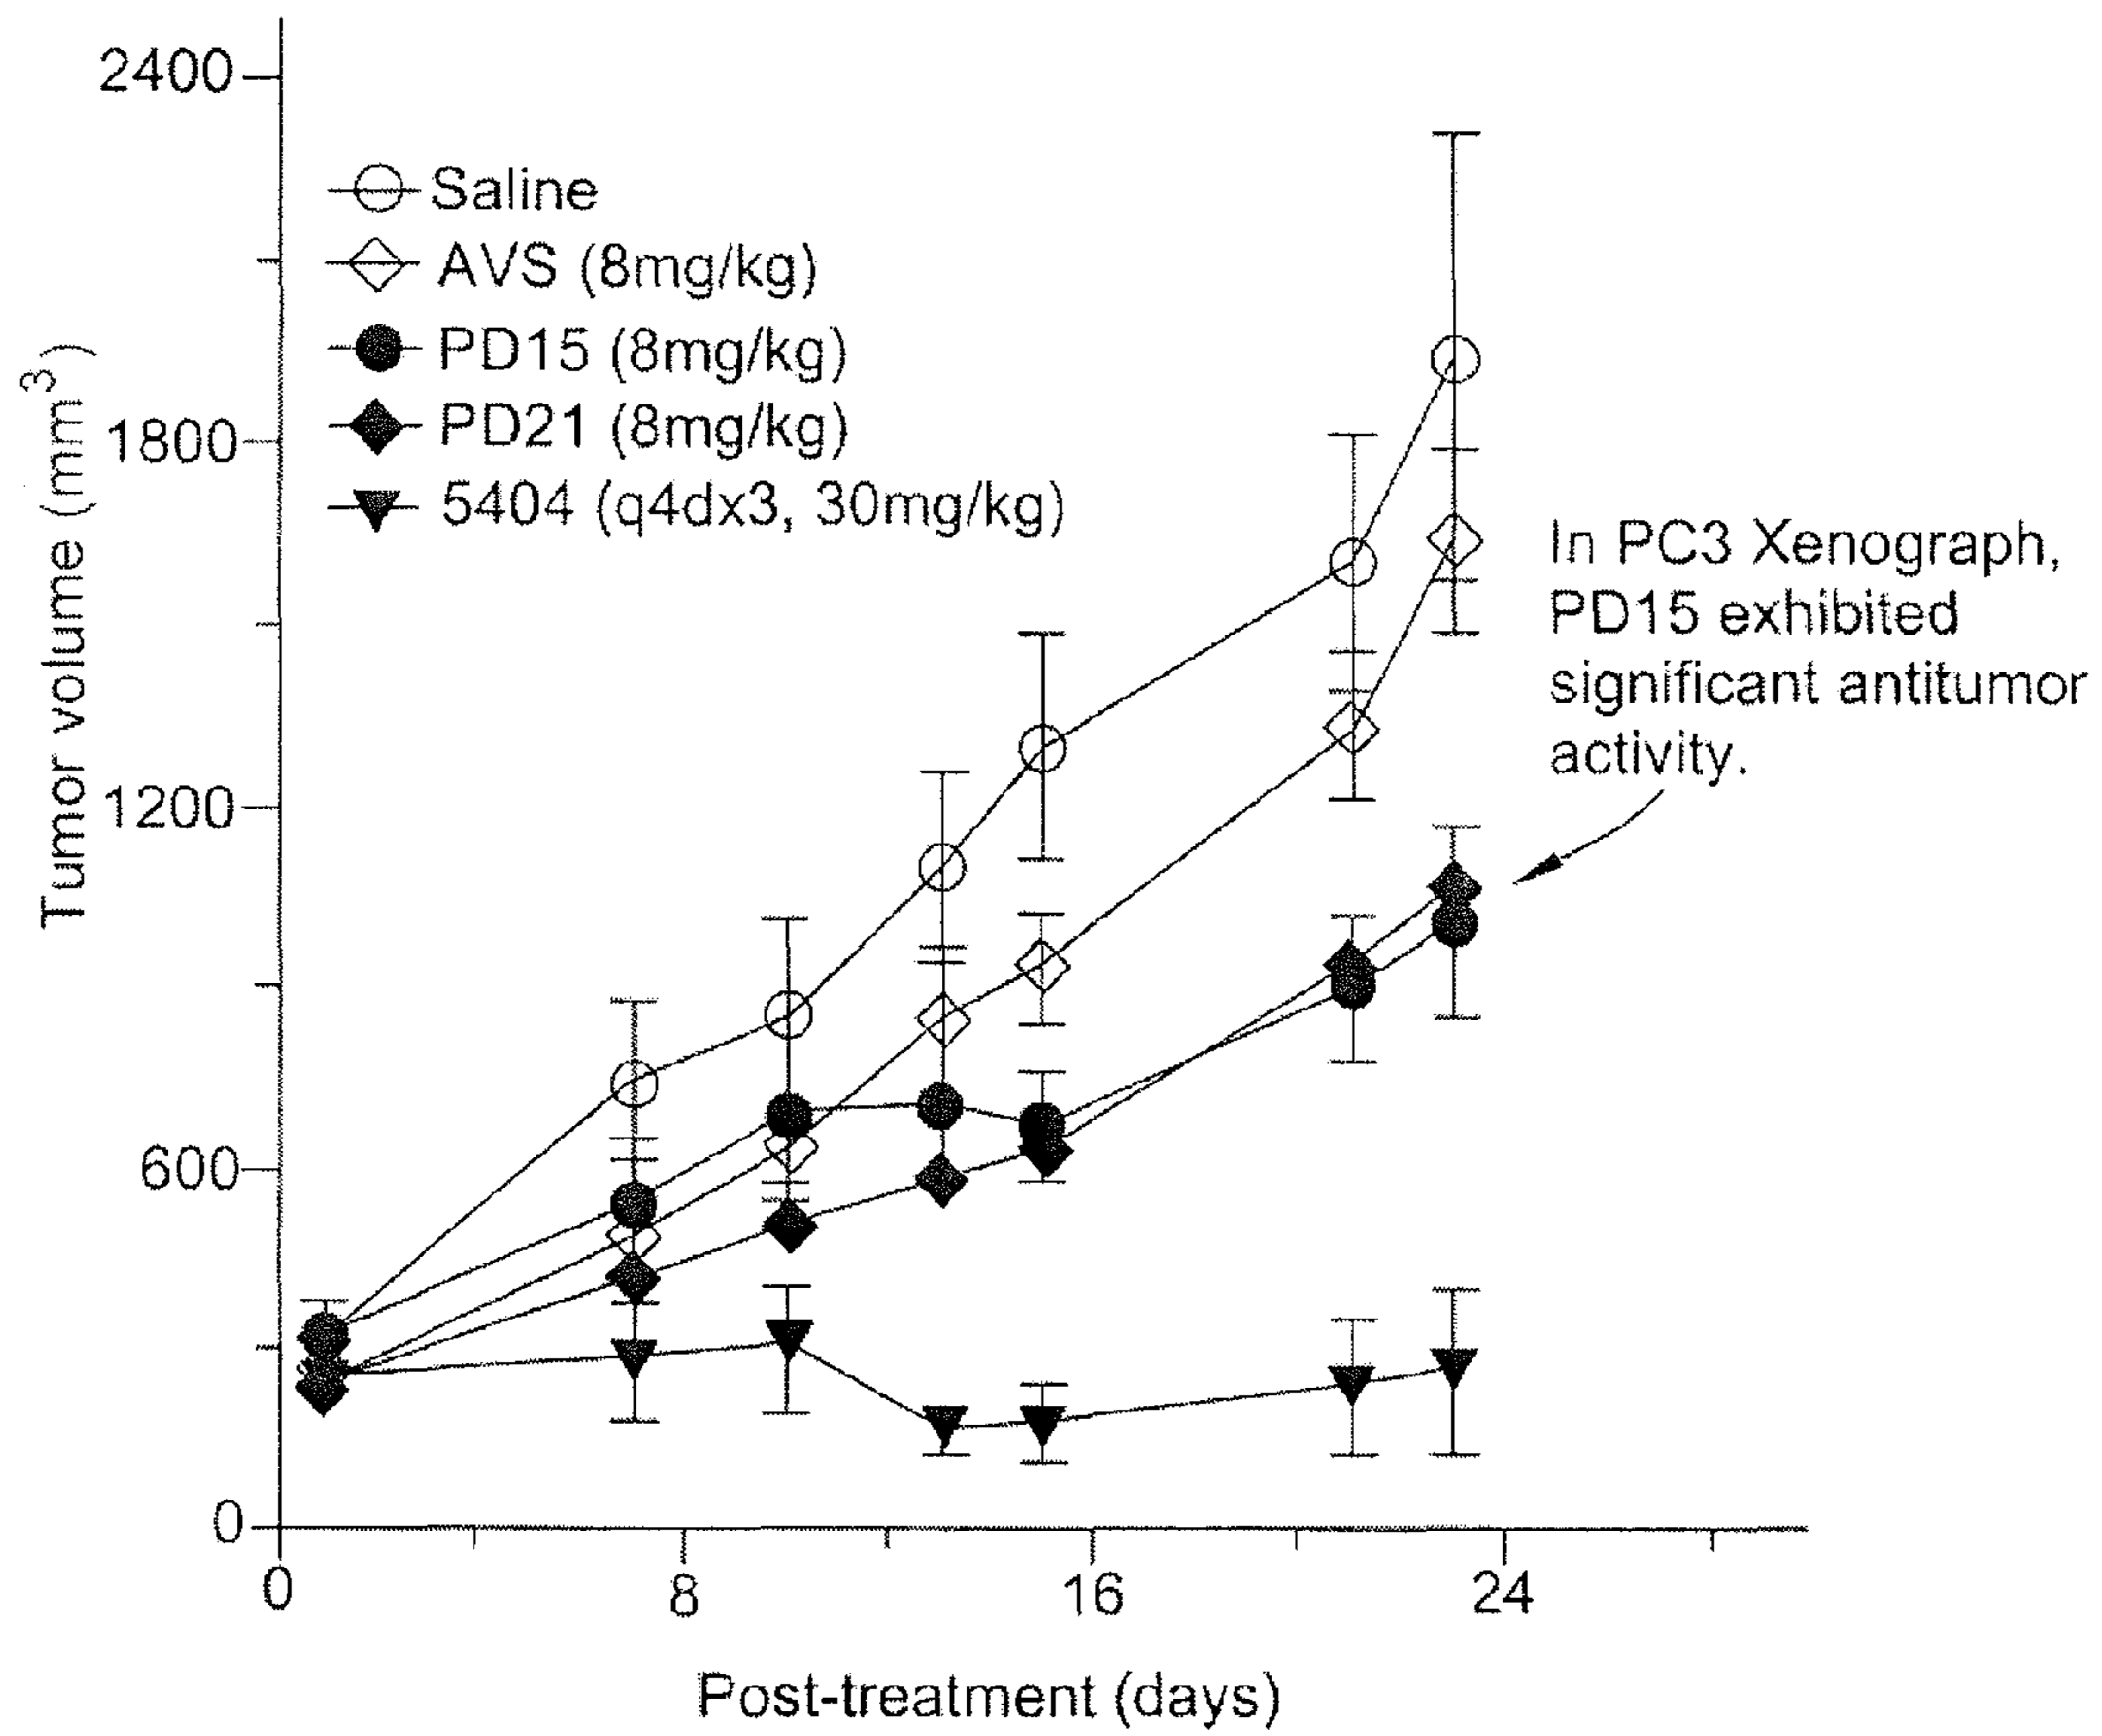 2400
1800
1200
600
0
Tumor volume (mm³)
Saline
AVS (8mg/kg)
PD15 (8mg/kg)
PD21 (8mg/kg)
5404 (q4dx3, 30mg/kg)
In PC3 Xenograph,
PD15 exhibited
significant antitumor
activity.
0
8
16
24
Post-treatment (days)